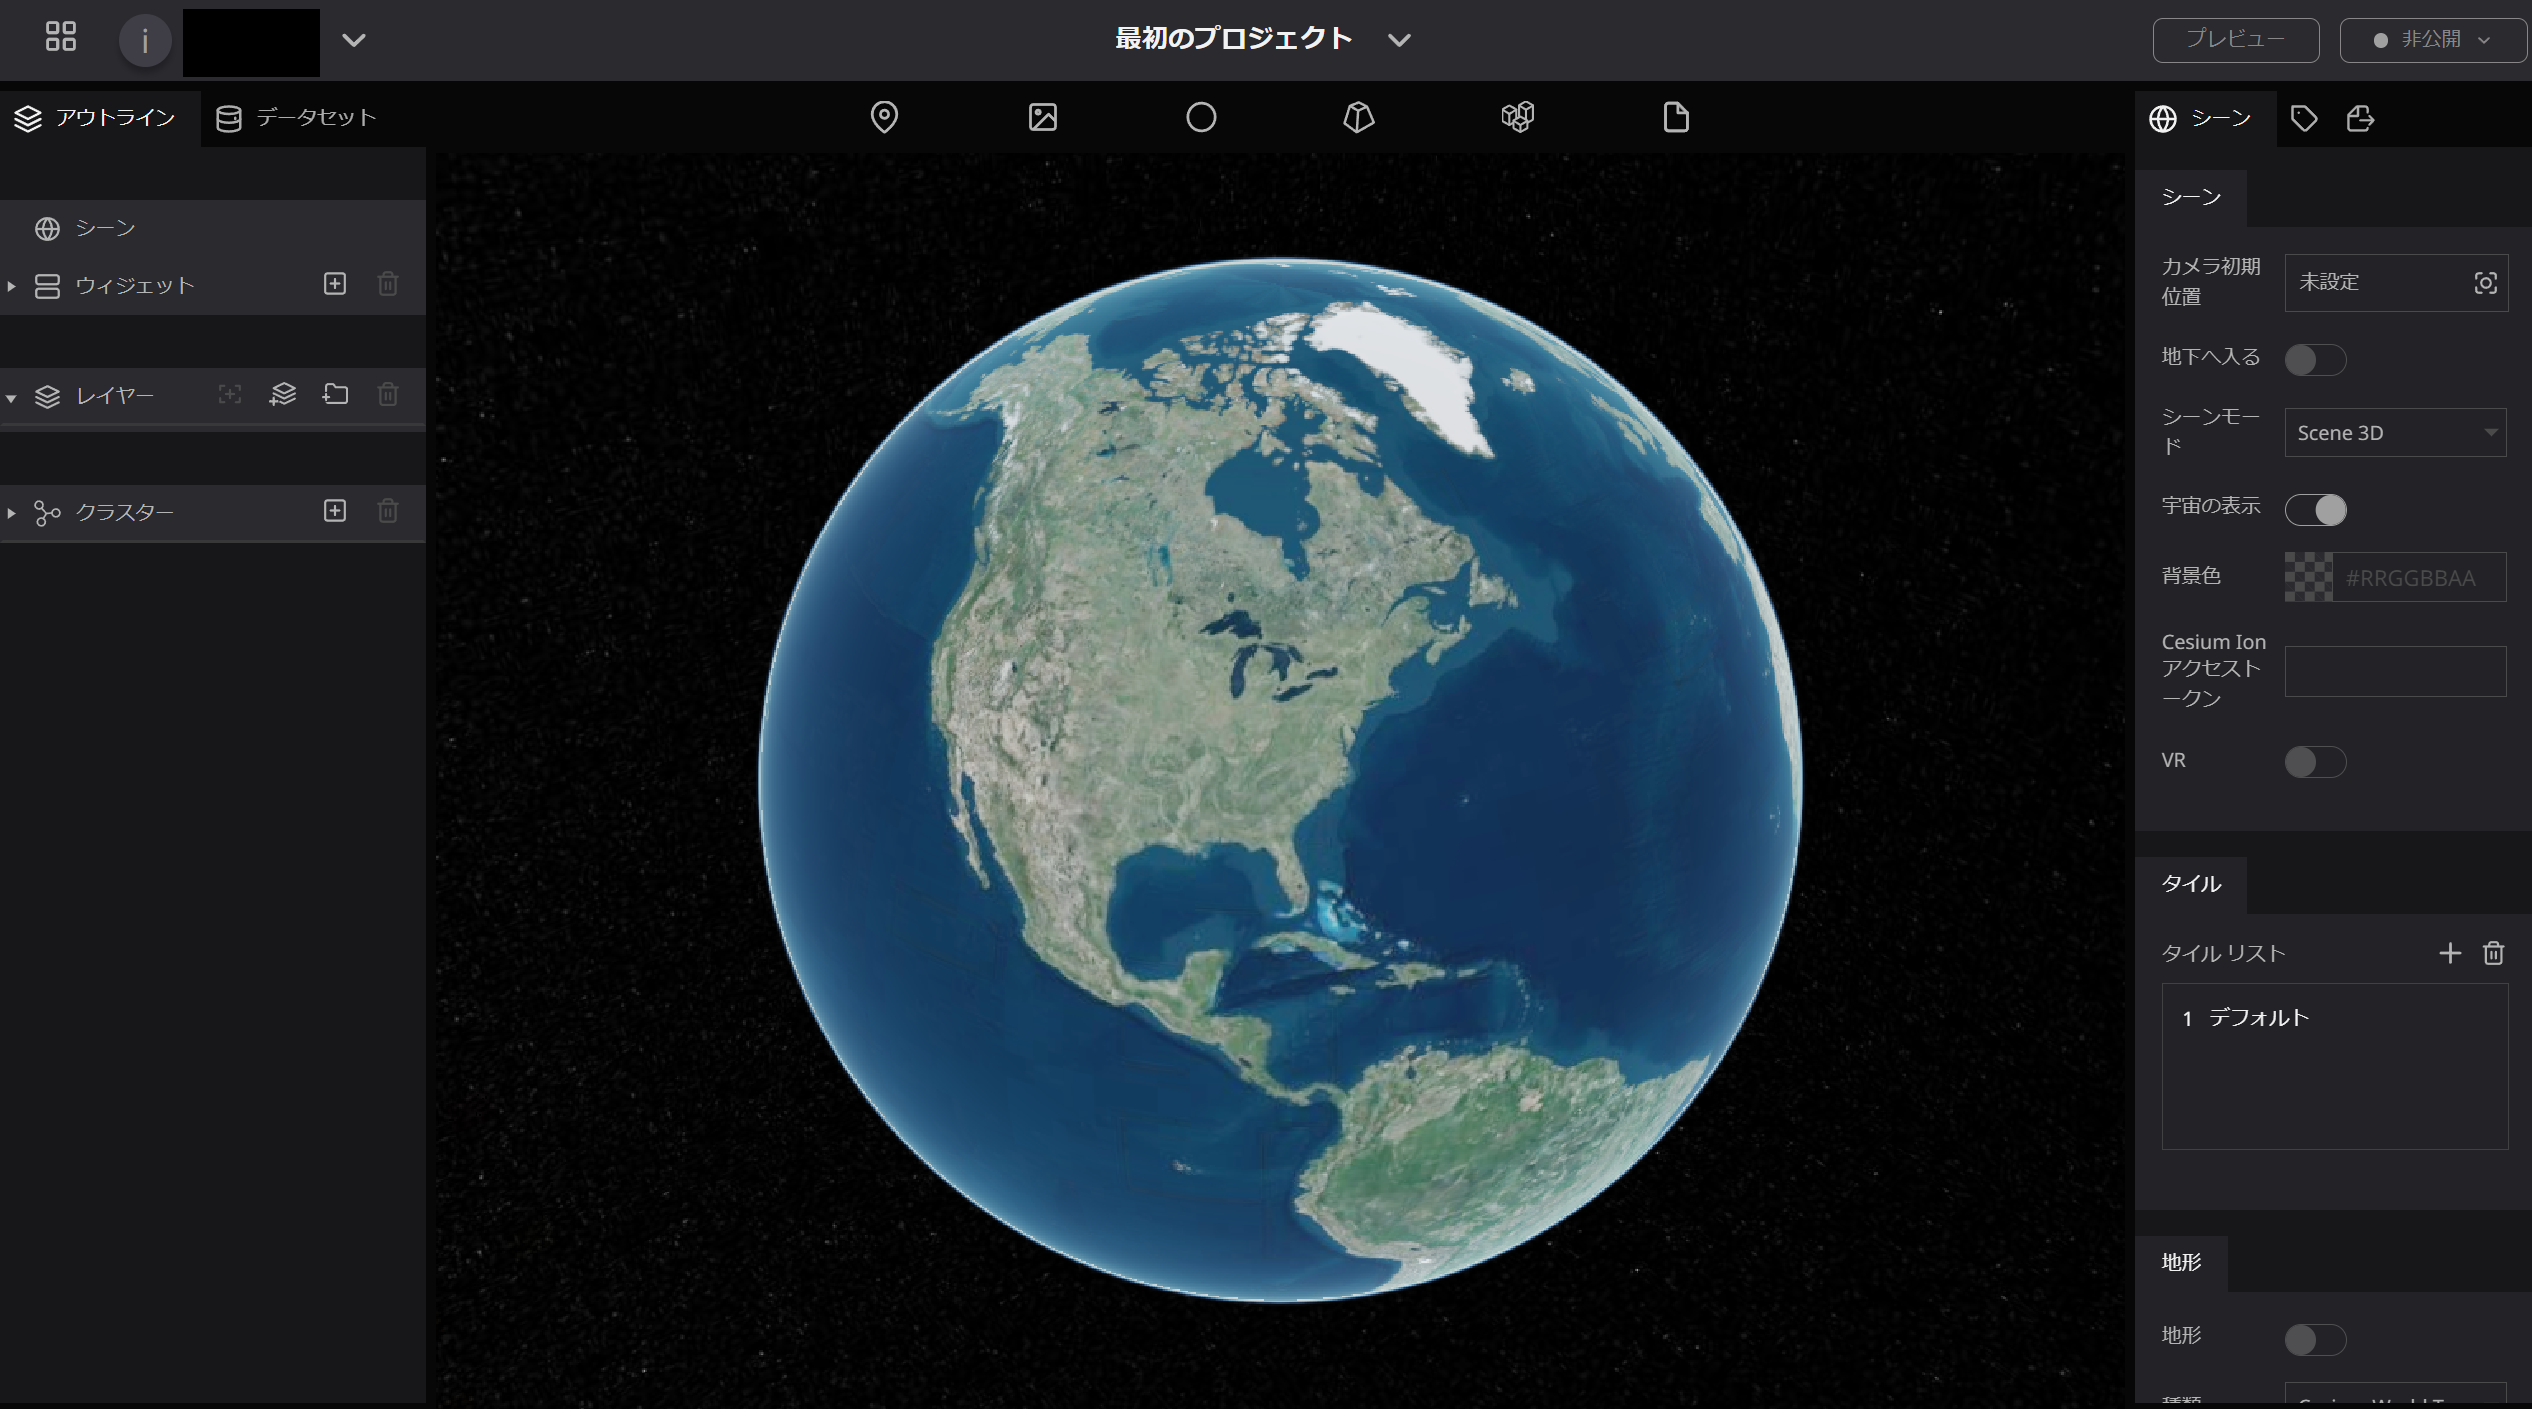 i
最初のプロジェクト
プレビュー
非公開
アウトライン
データセット
シーン
ウィジェット
レイヤー
クラスター
シーン
シーン
カメラ初期
位置
未設定
地下へ入る
シーンモー
ド
Scene 3D
宇宙の表示
背景色
#RRGGBBAA
Cesium Ion
アクセスト
ークン
VR
タイル
タイル リスト
1 デフォルト
地形
地形
種類